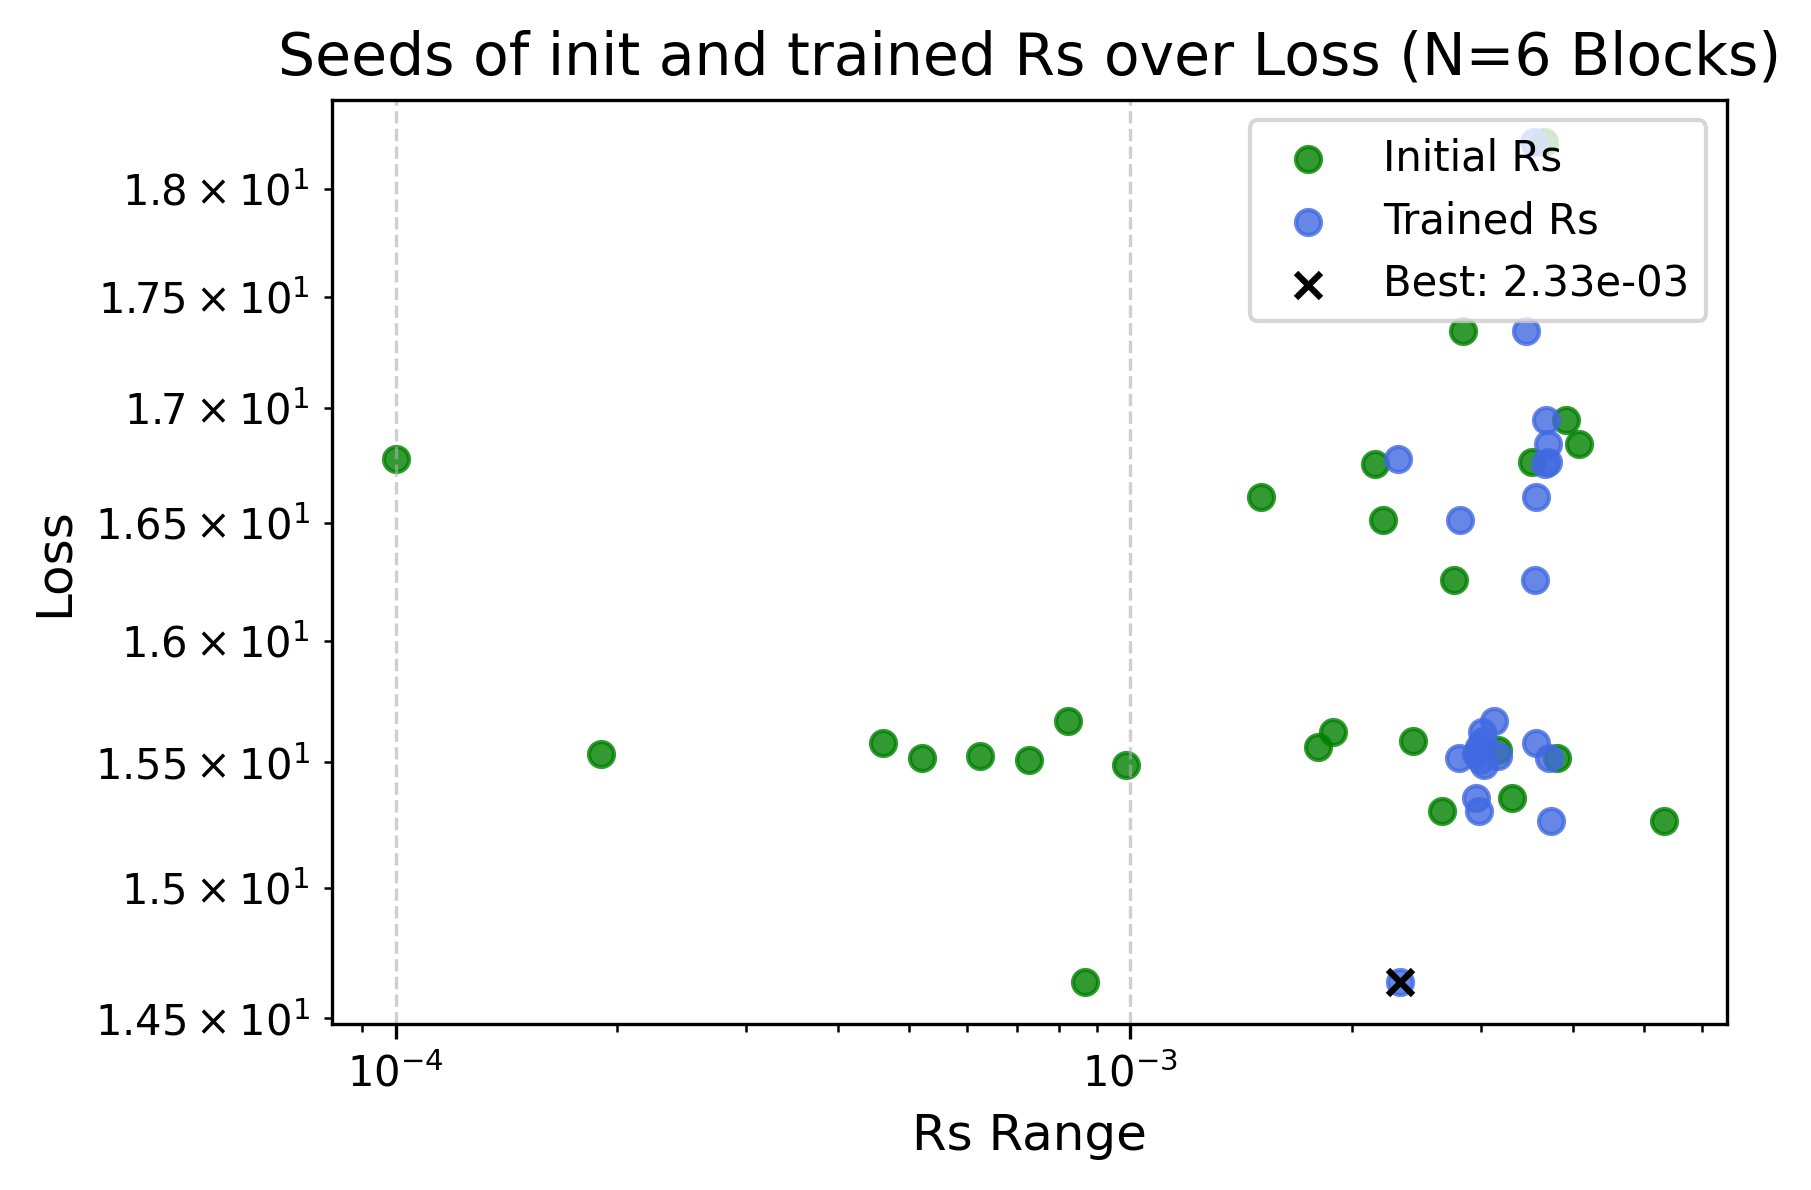 Seeds of init and trained Rs over Loss (N=6 Blocks)
Initial Rs
Trained Rs
Best: 2.33e-03
1.8 × 10¹
1.75 × 10¹
1.7 × 10¹
1.65 × 10¹
1.6 × 10¹
1.55 × 10¹
1.5 × 10¹
1.45 × 10¹
Loss
10⁻⁴
10⁻³
Rs Range